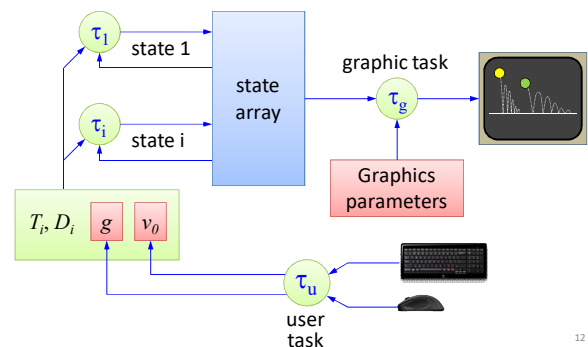 τ1
state 1
state
array
graphic task
τg
τi
state i
Graphics
parameters
Ti, Di
g
v0
τu
user
task
12